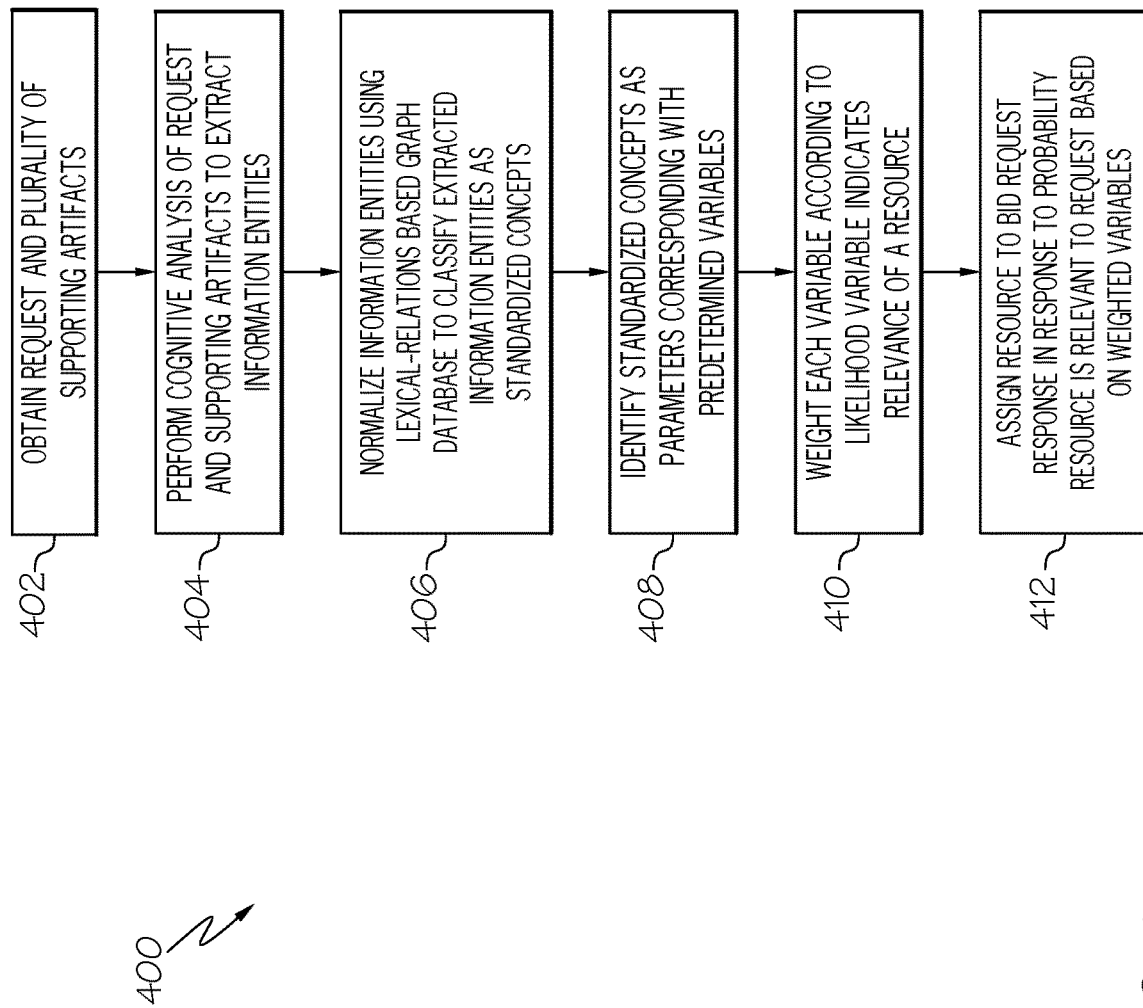 400
402
OBTAIN REQUEST AND PLURALITY OF
SUPPORTING ARTIFACTS
404
PERFORM COGNITIVE ANALYSIS OF REQUEST
AND SUPPORTING ARTIFACTS TO EXTRACT
INFORMATION ENTITIES
406
NORMALIZE INFORMATION ENTITIES USING
LEXICAL-RELATIONS BASED GRAPH
DATABASE TO CLASSIFY EXTRACTED
INFORMATION ENTITIES AS
STANDARDIZED CONCEPTS
408
IDENTIFY STANDARDIZED CONCEPTS AS
PARAMETERS CORRESPONDING WITH
PREDETERMINED VARIABLES
410
WEIGHT EACH VARIABLE ACCORDING TO
LIKELIHOOD VARIABLE INDICATES
RELEVANCE OF A RESOURCE
412
ASSIGN RESOURCE TO BID REQUEST
RESPONSE IN RESPONSE TO PROBABILITY
RESOURCE IS RELEVANT TO REQUEST BASED
ON WEIGHTED VARIABLES